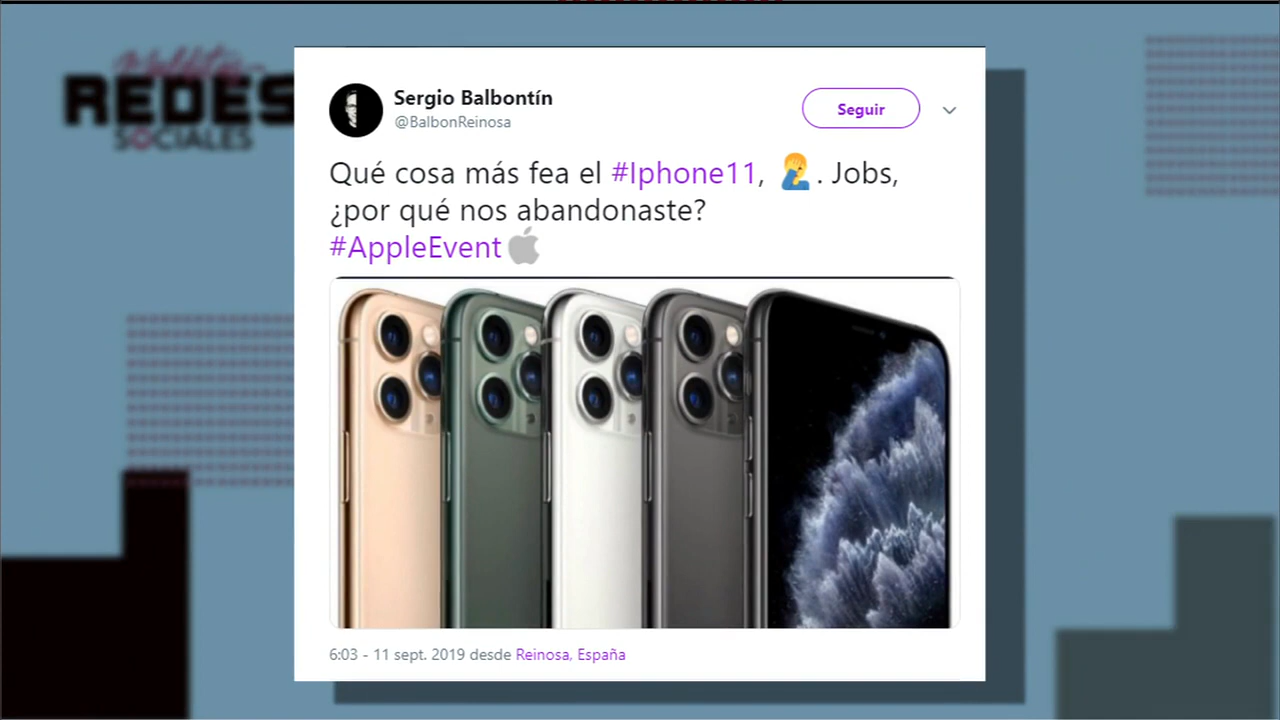 Malditas
REDES
SOCIALES
Sergio Balbontín
@BalbonReinosa
Seguir
Qué cosa más fea el #Iphone11, 🤦‍♂️. Jobs,
¿por qué nos abandonaste?
#AppleEvent
6:03 - 11 sept. 2019 desde Reinosa, España